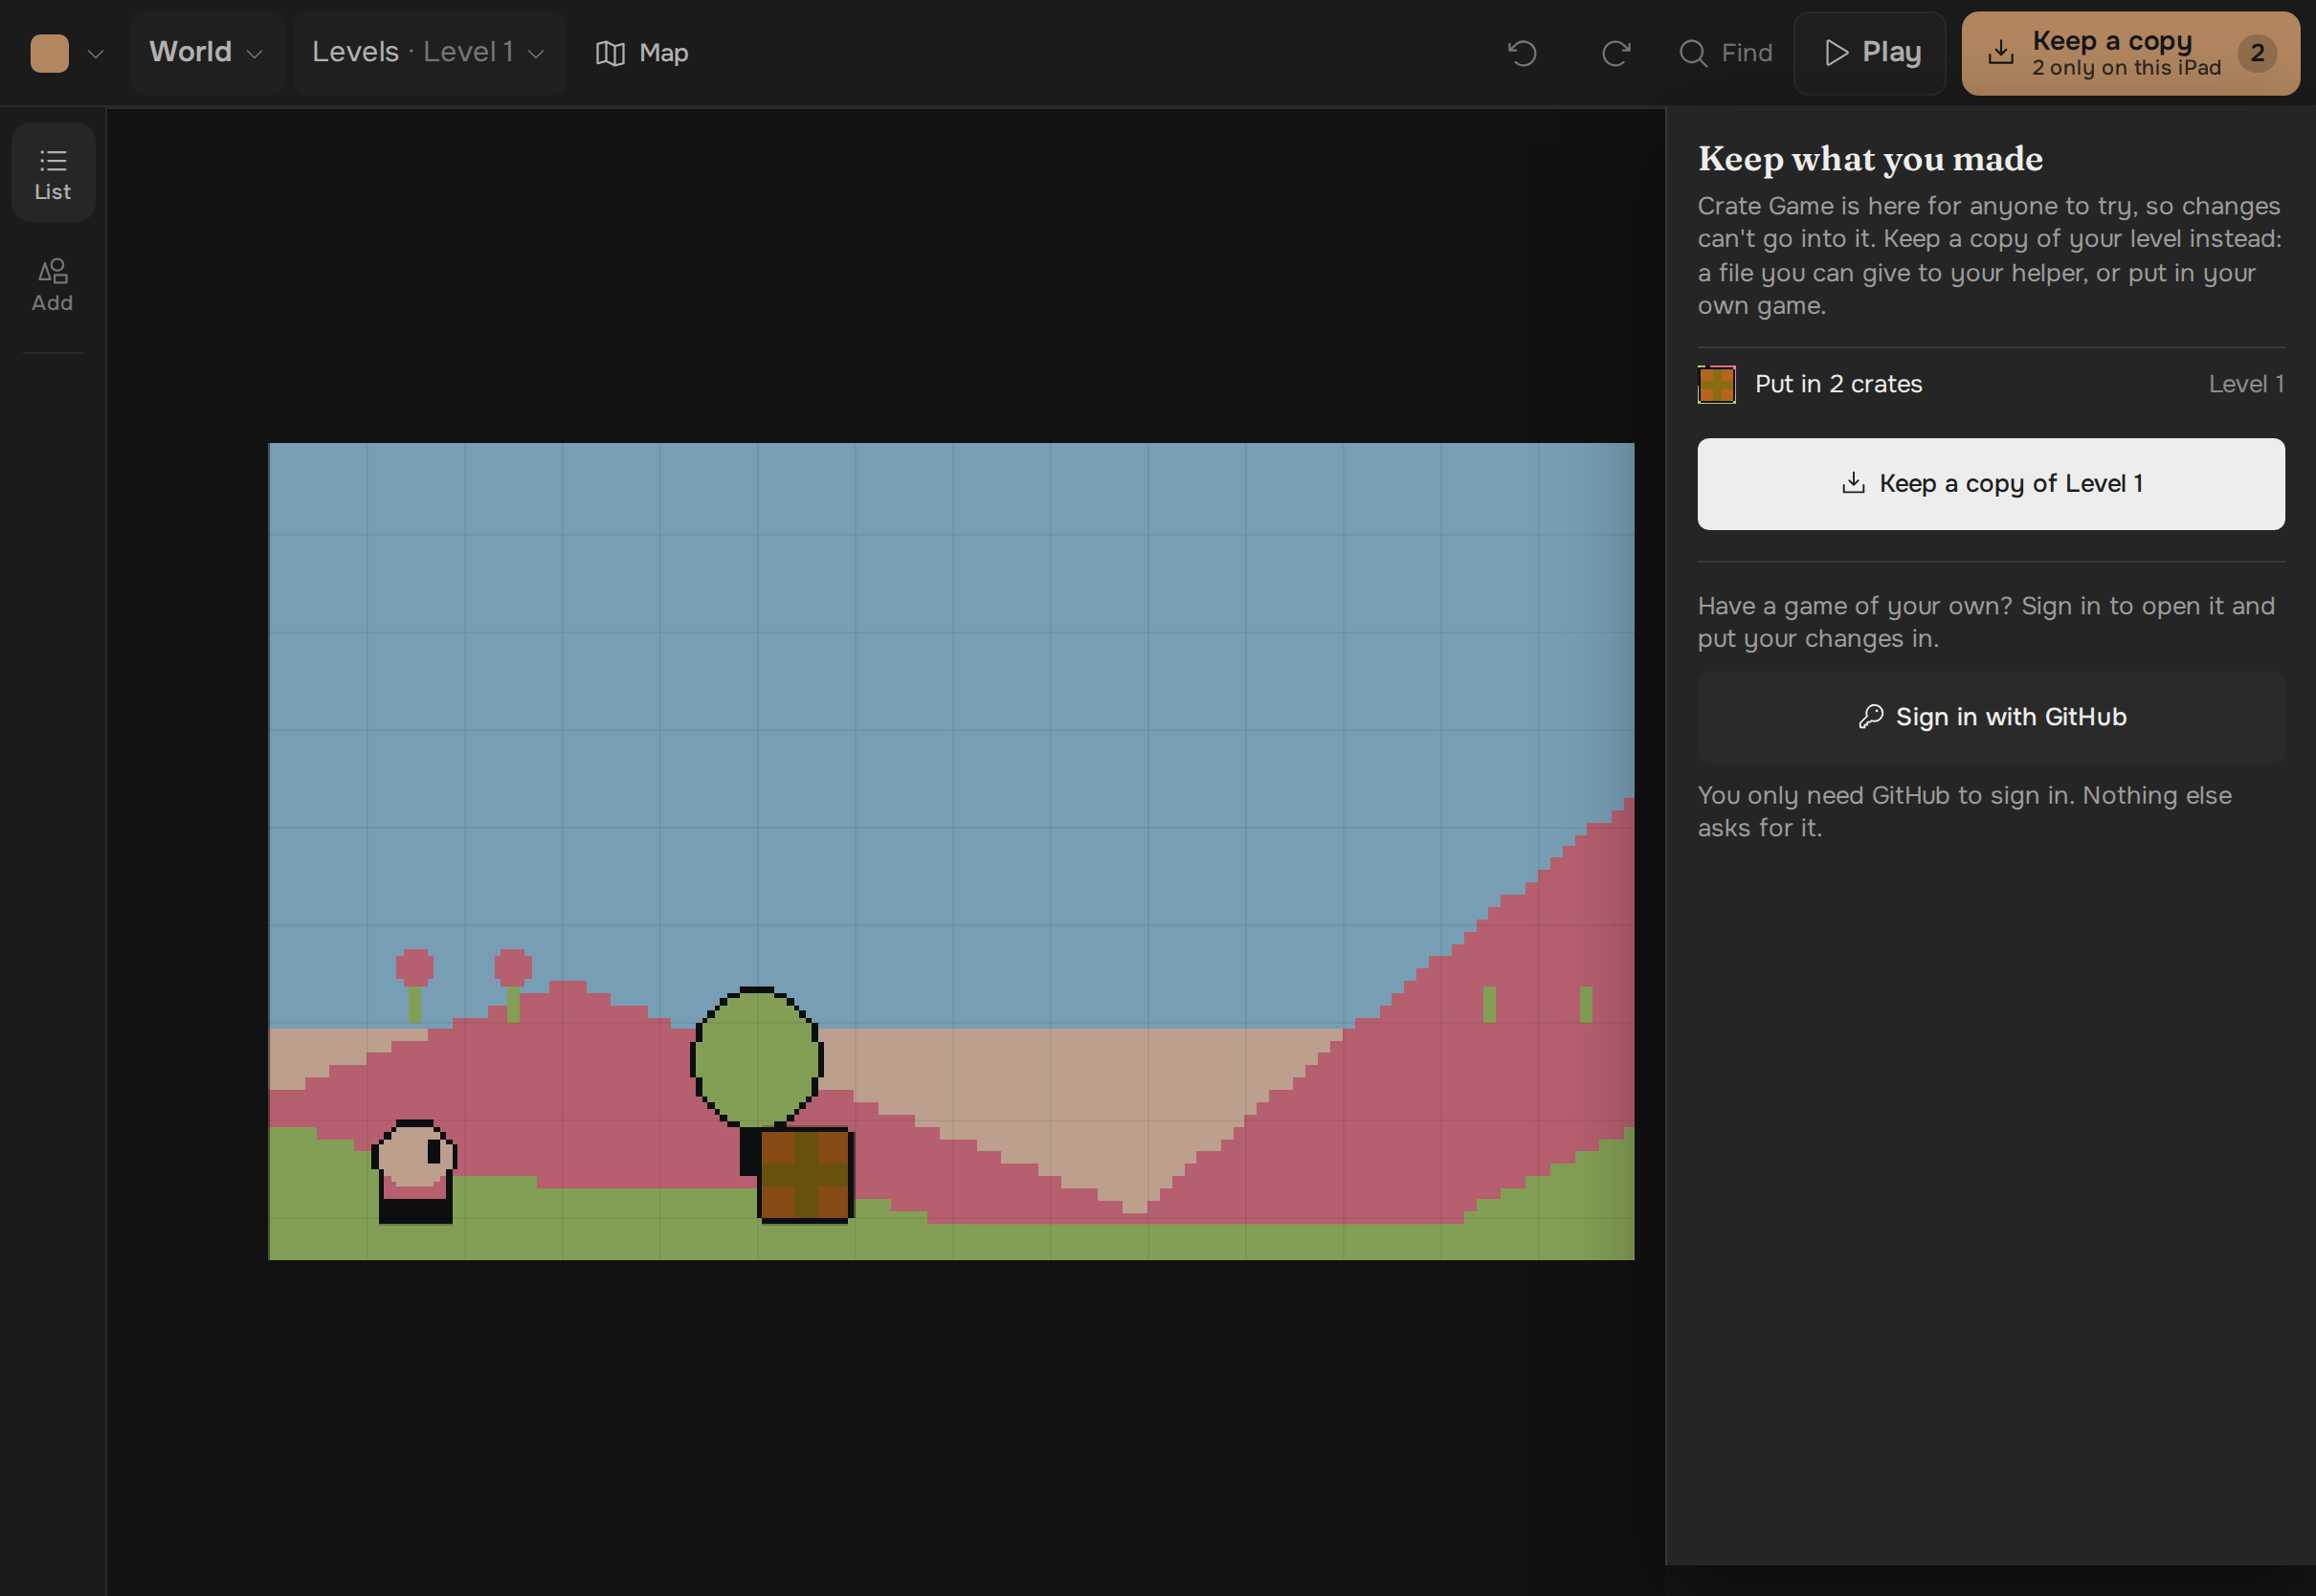 World
Levels · Level 1
Map
Find
Play
Keep a copy
2 only on this iPad
2
List
Add
Keep what you made
Crate Game is here for anyone to try, so changes
can't go into it. Keep a copy of your level instead:
a file you can give to your helper, or put in your
own game.
Put in 2 crates
Level 1
Keep a copy of Level 1
Have a game of your own? Sign in to open it and
put your changes in.
Sign in with GitHub
You only need GitHub to sign in. Nothing else
asks for it.